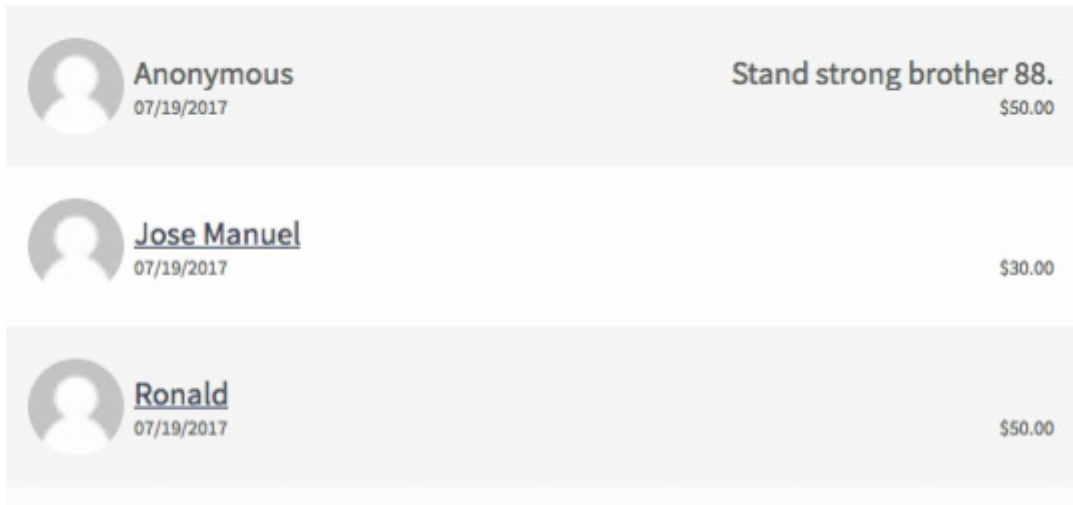 Anonymous
Stand strong brother 88.
07/19/2017
$50.00
Jose Manuel
07/19/2017
$30.00
Ronald
07/19/2017
$50.00